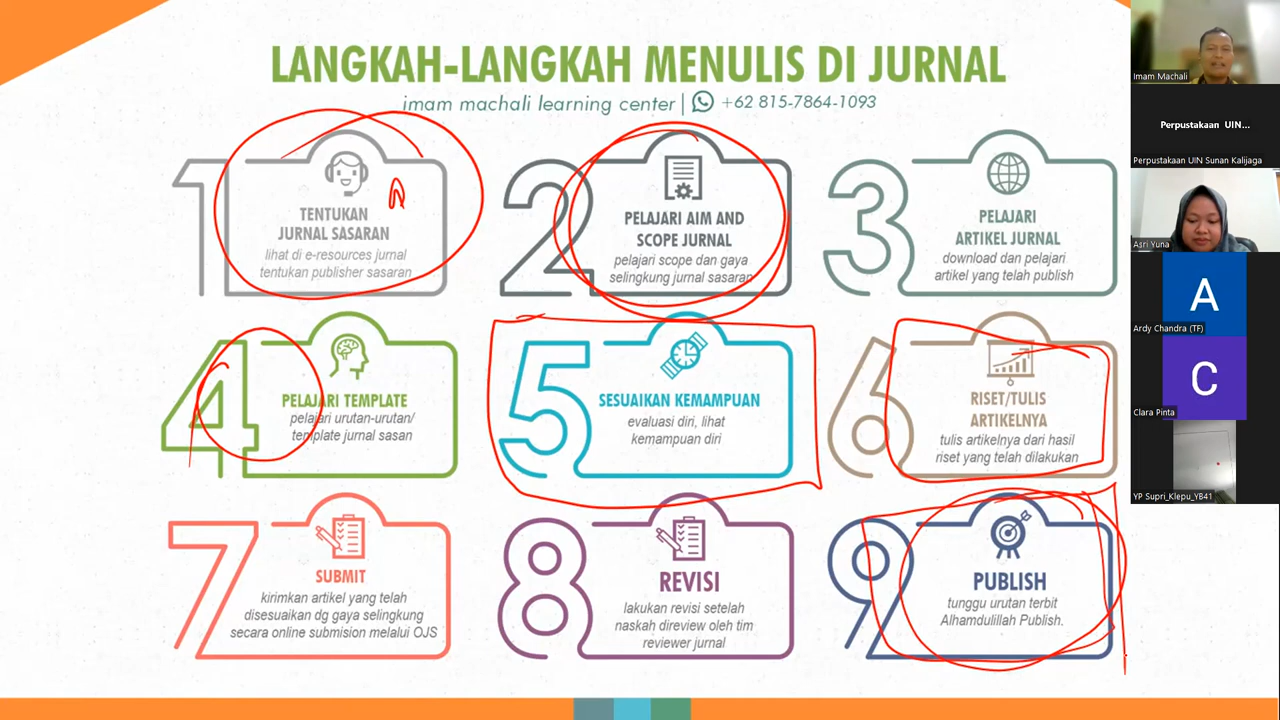 LANGKAH-LANGKAH MENULIS DI JURNAL
imam machali learning center | +62 815-7864-1093
1
TENTUKAN
JURNAL SASARAN
lihat di e-resources jurnal
tentukan publisher sasaran
2
PELAJARI AIM AND
SCOPE JURNAL
pelajari scope dan gaya
selingkung jurnal sasaran
3
PELAJARI
ARTIKEL JURNAL
download dan pelajari
artikel yang telah publish
4
PELAJARI TEMPLATE
pelajari urutan-urutan/
template jurnal sasan
5
SESUAIKAN KEMAMPUAN
evaluasi diri, lihat
kemampuan diri
6
RISET/TULIS
ARTIKELNYA
tulis artikelnya dari hasil
riset yang telah dilakukan
7
SUBMIT
kirimkan artikel yang telah
disesuaikan dg gaya selingkung
secara online submision melalui OJS
8
REVISI
lakukan revisi setelah
naskah direview oleh tim
reviewer jurnal
9
PUBLISH
tunggu urutan terbit
Alhamdulillah Publish.
Imam Machali
Perpustakaan UIN...
Perpustakaan UIN Sunan Kalijaga
Asri Yuna
A
Ardy Chandra (TF)
C
Clara Pinta
YP Supri_Klepu_YB41